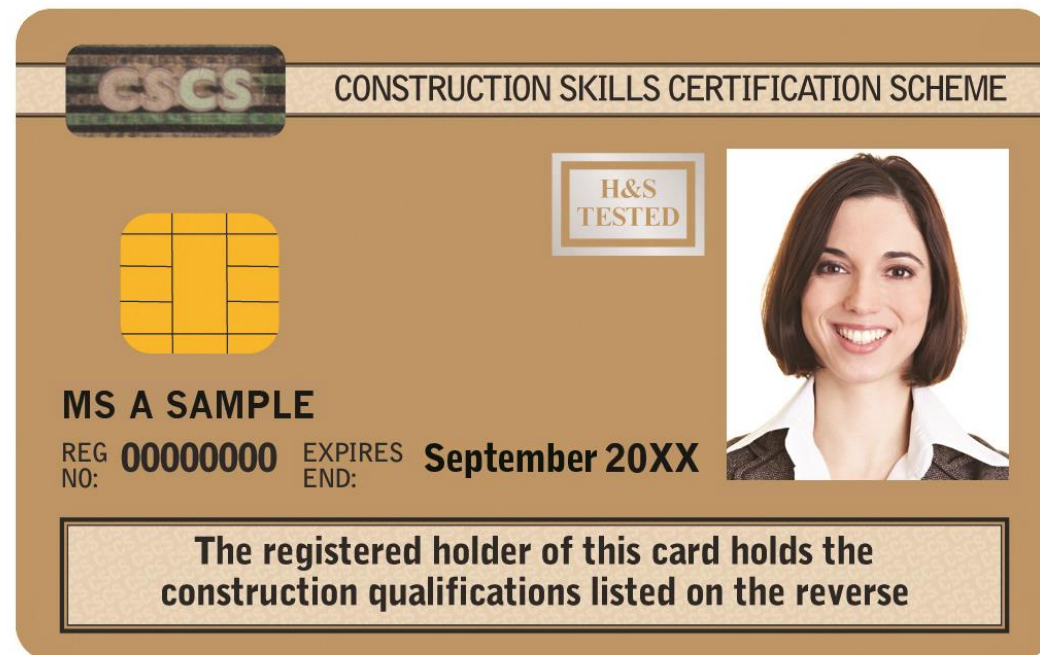 CSCS
CONSTRUCTION SKILLS CERTIFICATION SCHEME
H&S
TESTED
MS A SAMPLE
REG NO: 00000000 EXPIRES END: September 20XX
The registered holder of this card holds the
construction qualifications listed on the reverse